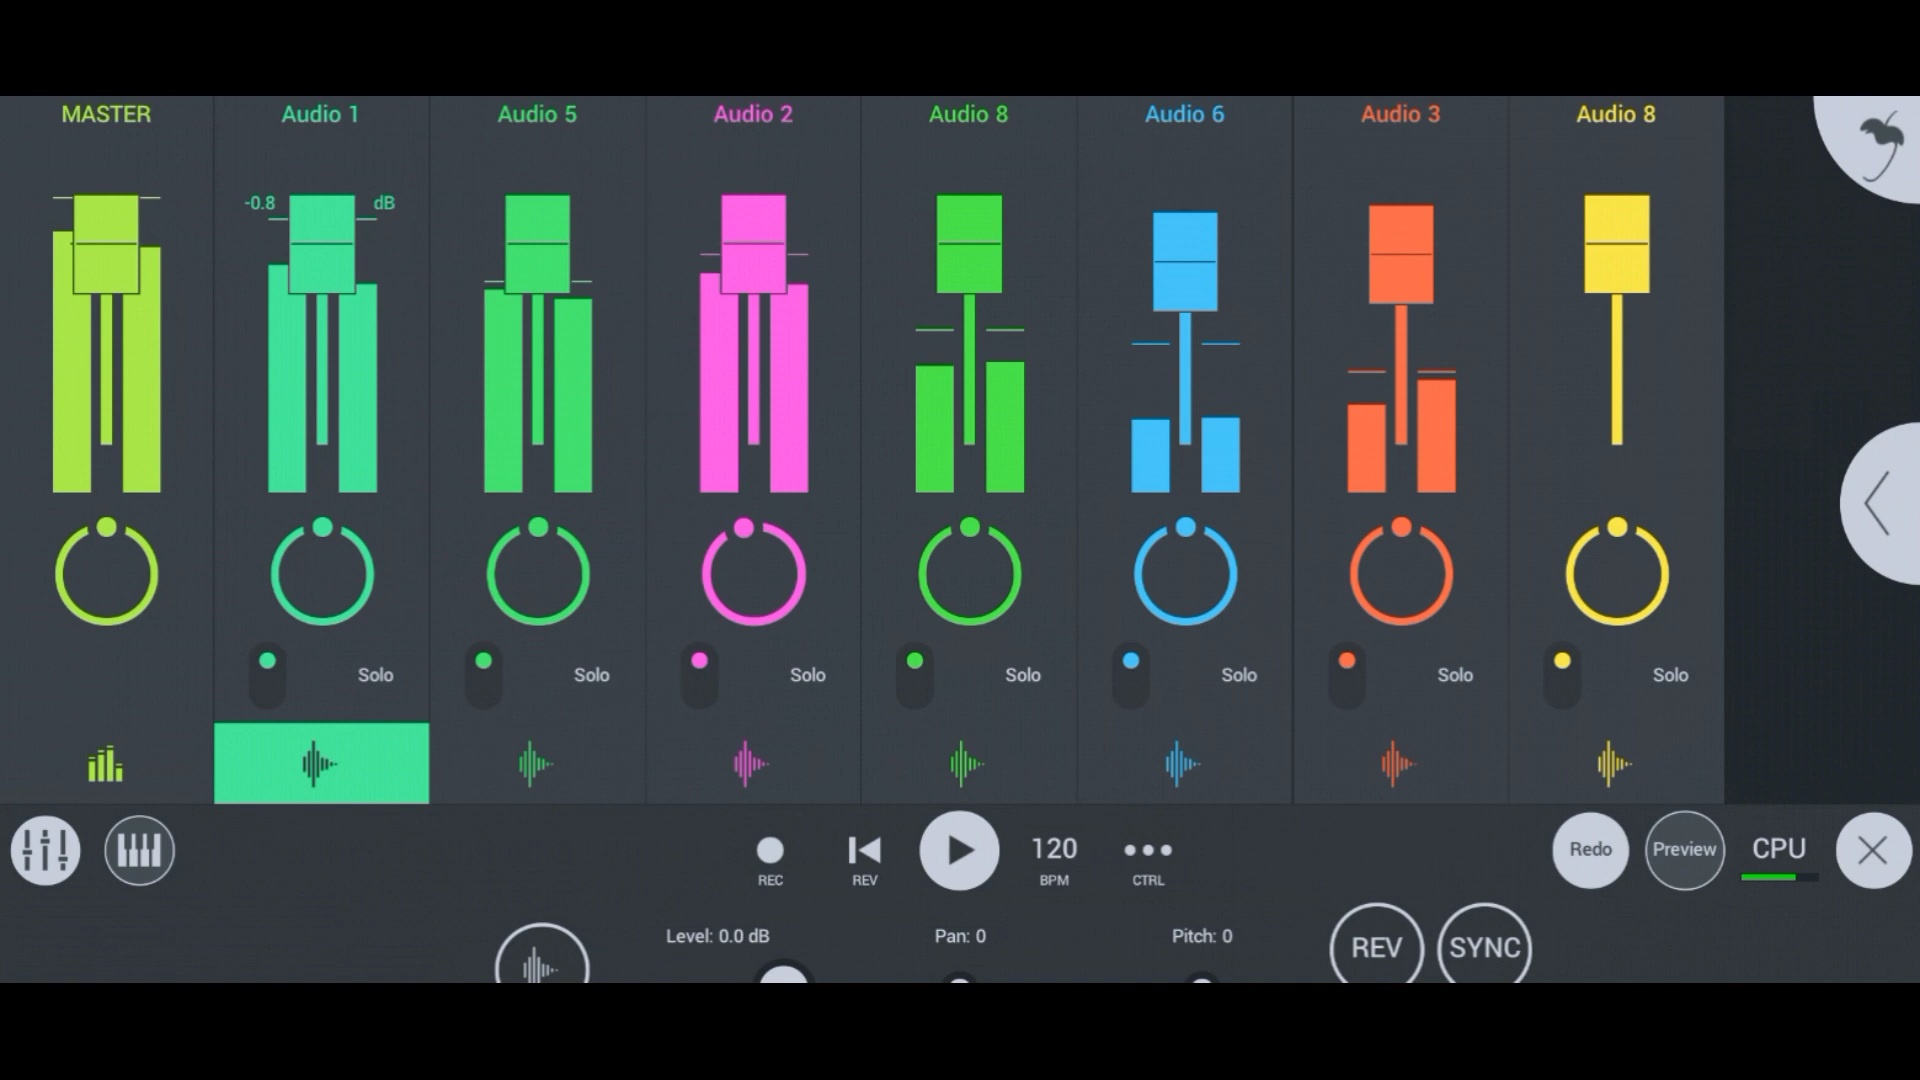 MASTER Audio 1 Audio 5 Audio 2 Audio 8 Audio 6 Audio 3 Audio 8
-0.8 dB
Solo Solo Solo Solo Solo Solo Solo
120 CPU
Redo Preview
REC REV BPM CTRL
Level: 0.0 dB Pan: 0 Pitch: 0 REV SYNC